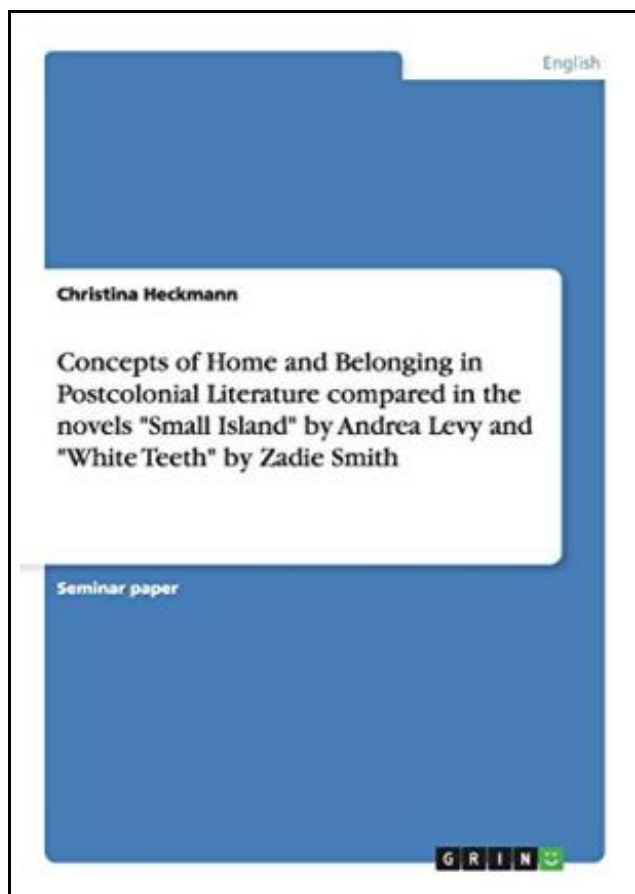 English
Christina Heckmann
Concepts of Home and Belonging in
Postcolonial Literature compared in the
novels "Small Island" by Andrea Levy and
"White Teeth" by Zadie Smith
Seminar paper
GRIN